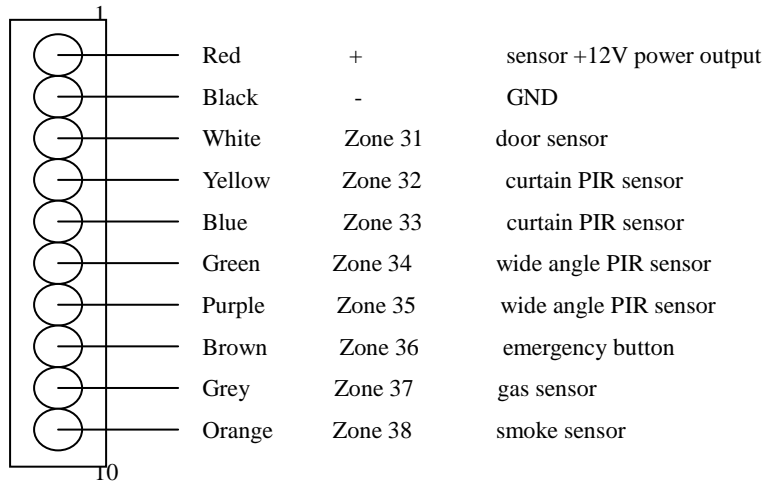 1
Red + sensor +12V power output
Black - GND
White Zone 31 door sensor
Yellow Zone 32 curtain PIR sensor
Blue Zone 33 curtain PIR sensor
Green Zone 34 wide angle PIR sensor
Purple Zone 35 wide angle PIR sensor
Brown Zone 36 emergency button
Grey Zone 37 gas sensor
Orange Zone 38 smoke sensor
10